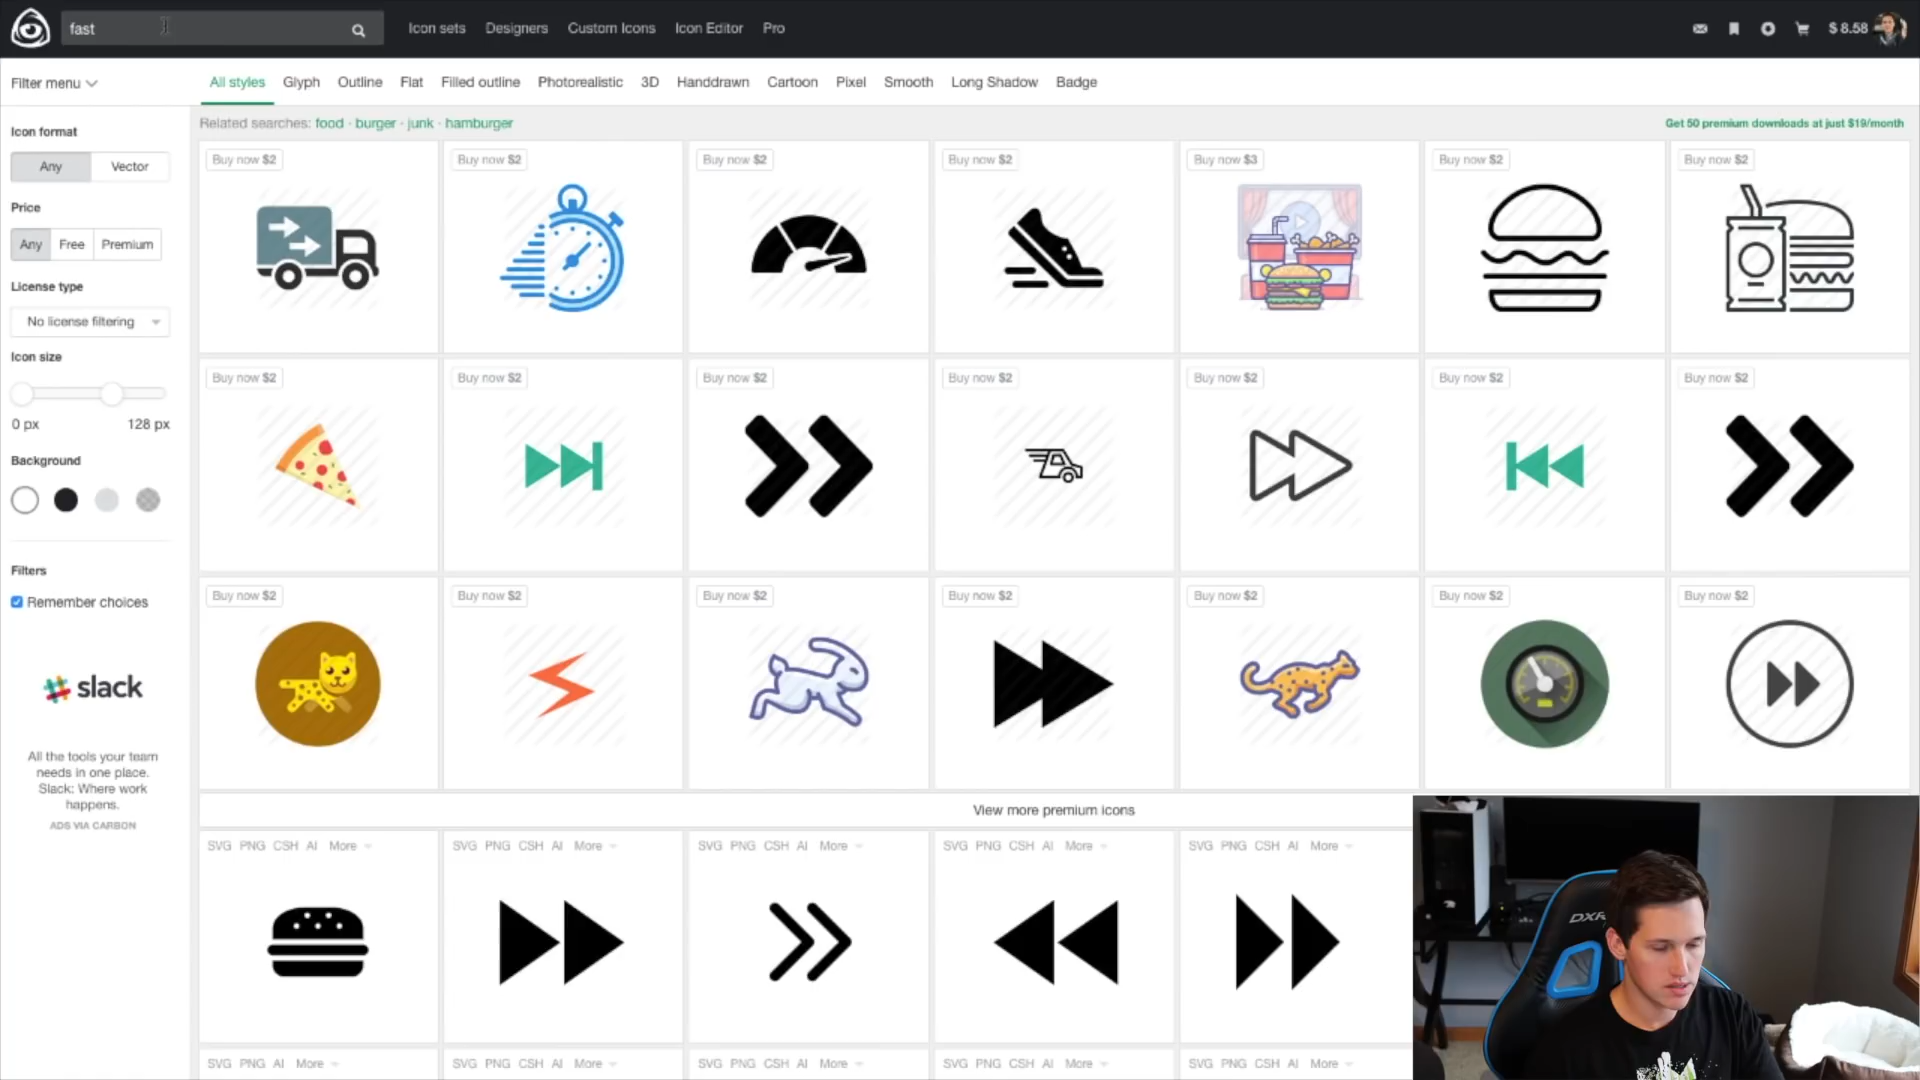 fast
Icon sets Designers Custom Icons Icon Editor Pro
$ 8.58
Filter menu
All styles Glyph Outline Flat Filled outline Photorealistic 3D Handdrawn Cartoon Pixel Smooth Long Shadow Badge
Related searches: food · burger · junk · hamburger
Get 50 premium downloads at just $19/month
Icon format
Any Vector
Price
Any Free Premium
License type
No license filtering
Icon size
0 px 128 px
Background
Filters
Remember choices
slack
All the tools your team
needs in one place.
Slack: Where work
happens.
ADS VIA CARBON
Buy now $2 Buy now $2 Buy now $2 Buy now $2 Buy now $3 Buy now $2 Buy now $2
Buy now $2 Buy now $2 Buy now $2 Buy now $2 Buy now $2 Buy now $2 Buy now $2
Buy now $2 Buy now $2 Buy now $2 Buy now $2 Buy now $2 Buy now $2 Buy now $2
View more premium icons
SVG PNG CSH AI More SVG PNG CSH AI More SVG PNG CSH AI More SVG PNG CSH AI More SVG PNG CSH AI More
SVG PNG AI More SVG PNG CSH AI More SVG PNG CSH AI More SVG PNG CSH AI More SVG PNG CSH AI More